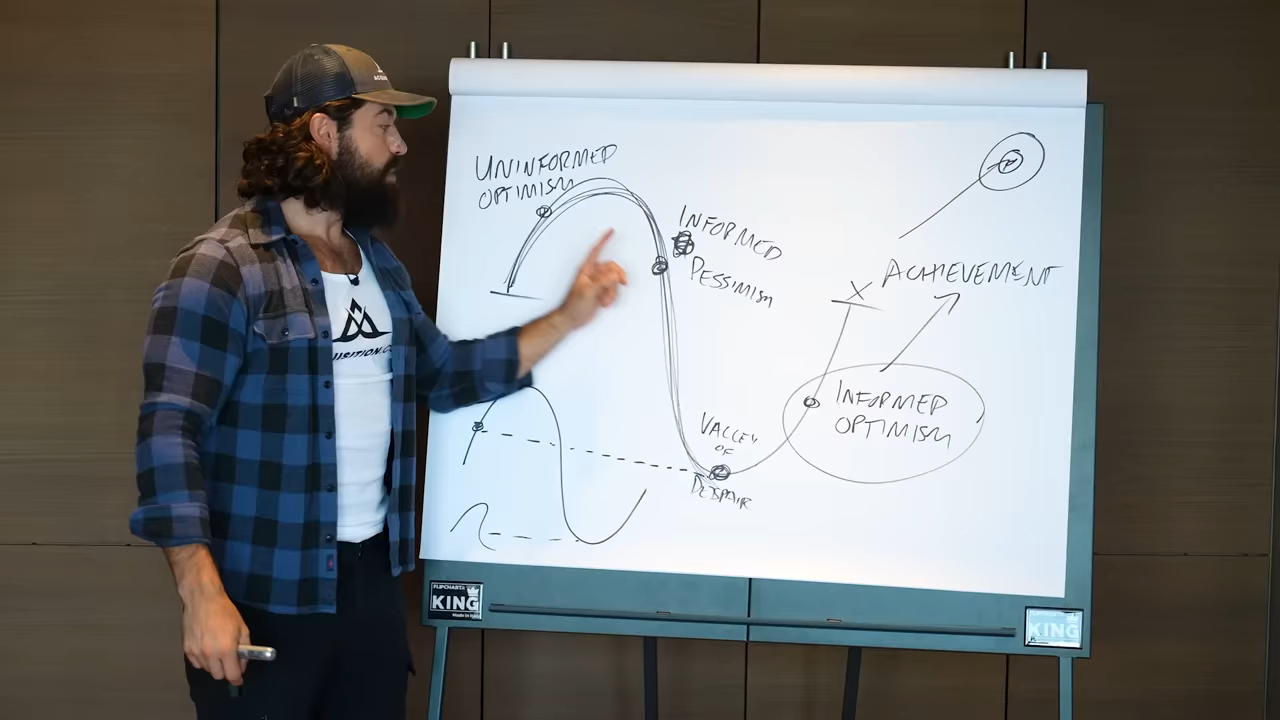 UNINFORMED
OPTIMISM
INFORMED
PESSIMISM
VALLEY
OF
DESPAIR
X
ACHIEVEMENT
INFORMED
OPTIMISM
FLIPCHARTS
KING
KING